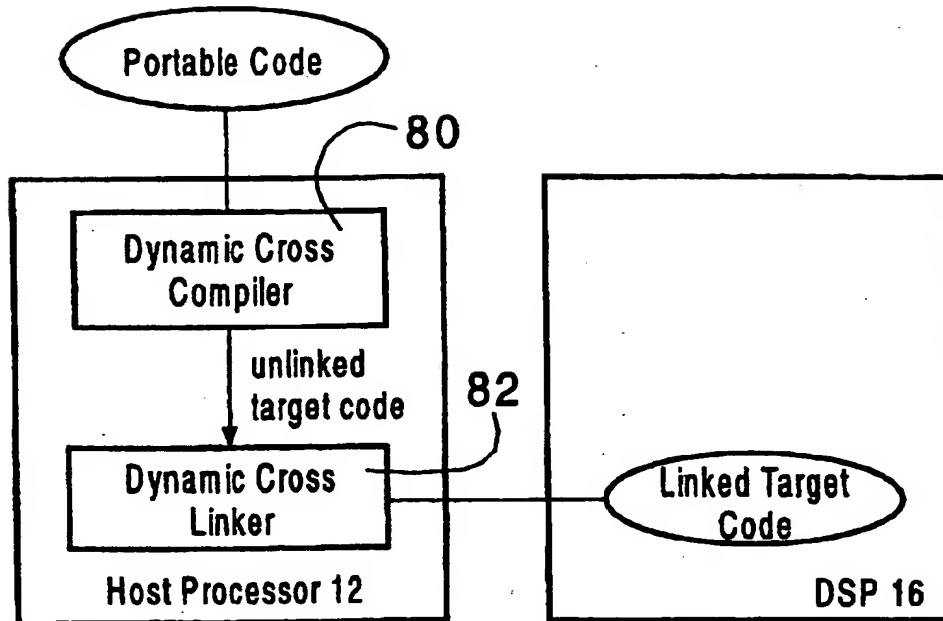 Portable Code
80
Dynamic Cross
Compiler
unlinked
target code
82
Dynamic Cross
Linker
Linked Target
Code
Host Processor 12
DSP 16